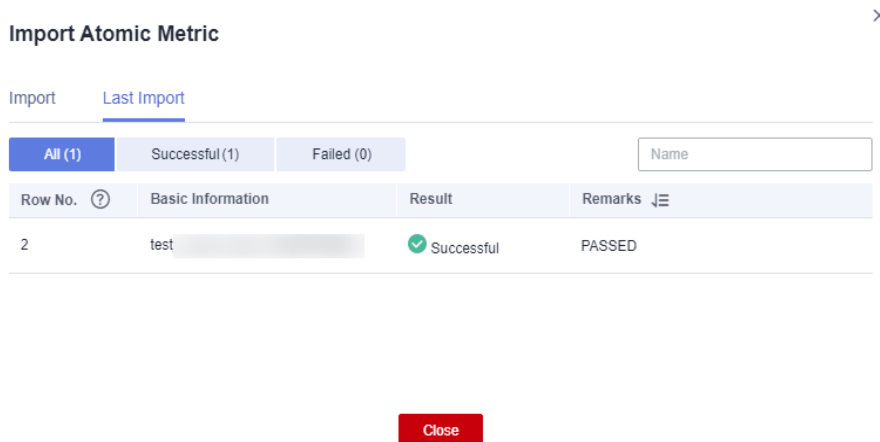 Import Atomic Metric
Import Last Import
All (1) Successful (1) Failed (0) Name
Row No. ? Basic Information Result Remarks
2 test Successful PASSED
Close